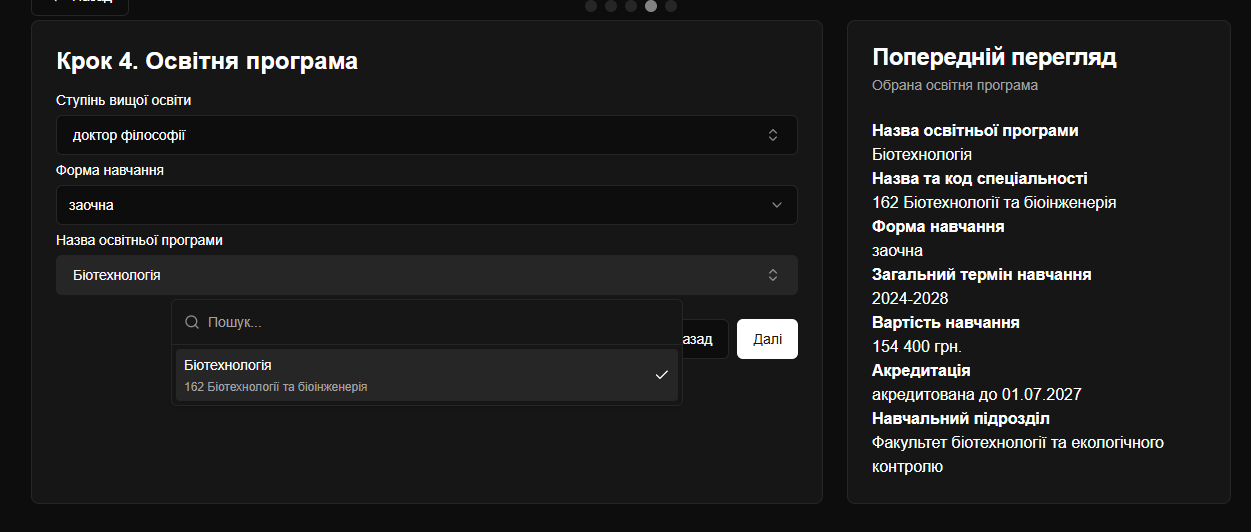 Крок 4. Освітня програма
Ступінь вищої освіти
доктор філософії
Форма навчання
заочна
Назва освітньої програми
Біотехнологія
Пошук...
Біотехнологія
162 Біотехнології та біоінженерія
Далі
Попередній перегляд
Обрана освітня програма
Назва освітньої програми
Біотехнологія
Назва та код спеціальності
162 Біотехнології та біоінженерія
Форма навчання
заочна
Загальний термін навчання
2024-2028
Вартість навчання
154 400 грн.
Акредитація
акредитована до 01.07.2027
Навчальний підрозділ
Факультет біотехнології та екологічного
контролю